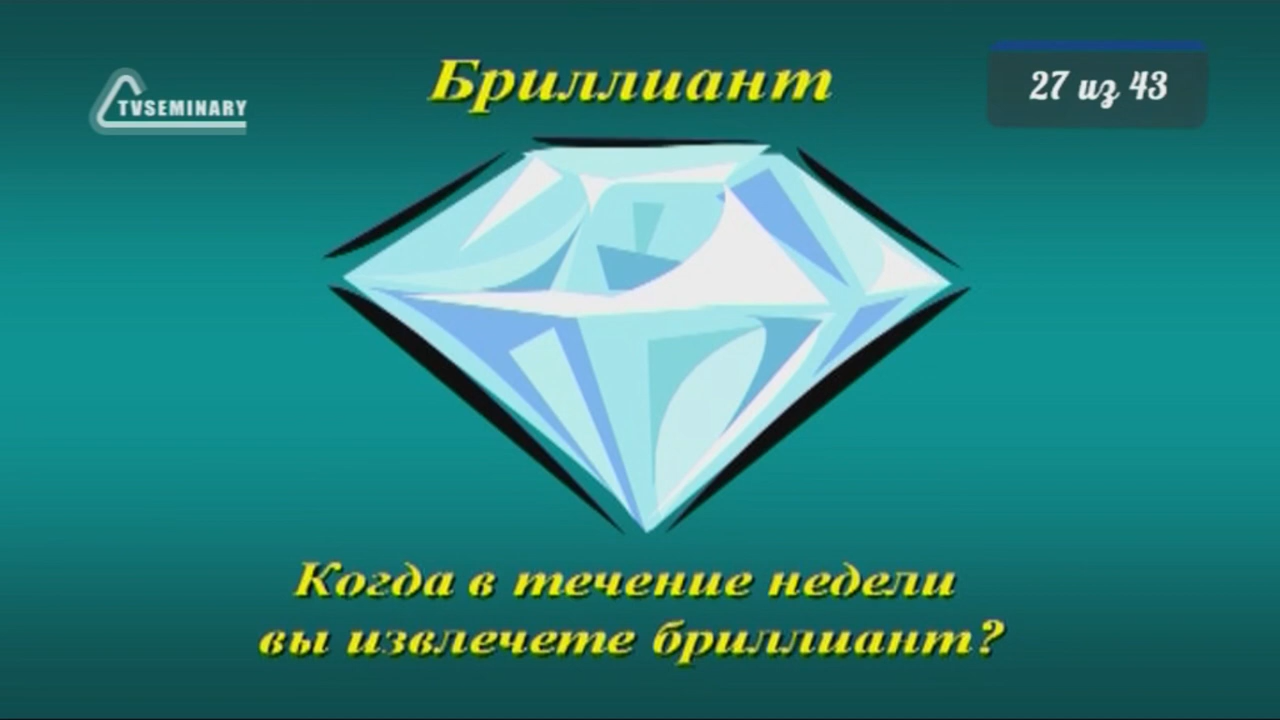 Бриллиант
TVSEMINARY
27 из 43
Когда в течение недели
вы извлечете бриллиант?